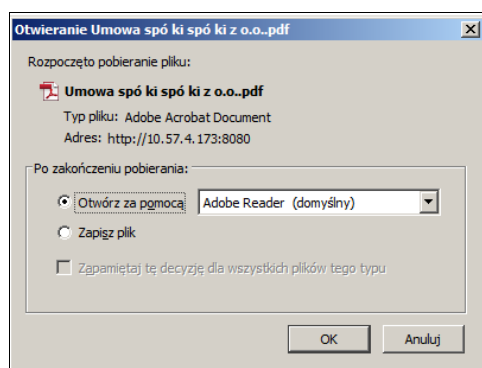 Otwieranie Umowa spó ki spó ki z o.o..pdf
Rozpoczęto pobieranie pliku:
Umowa spó ki spó ki z o.o..pdf
Typ pliku: Adobe Acrobat Document
Adres: http://10.57.4.173:8080
Po zakończeniu pobierania:
Otwórz za pomocą Adobe Reader (domyślny)
Zapisz plik
Zapamiętaj tę decyzję dla wszystkich plików tego typu
OK Anuluj